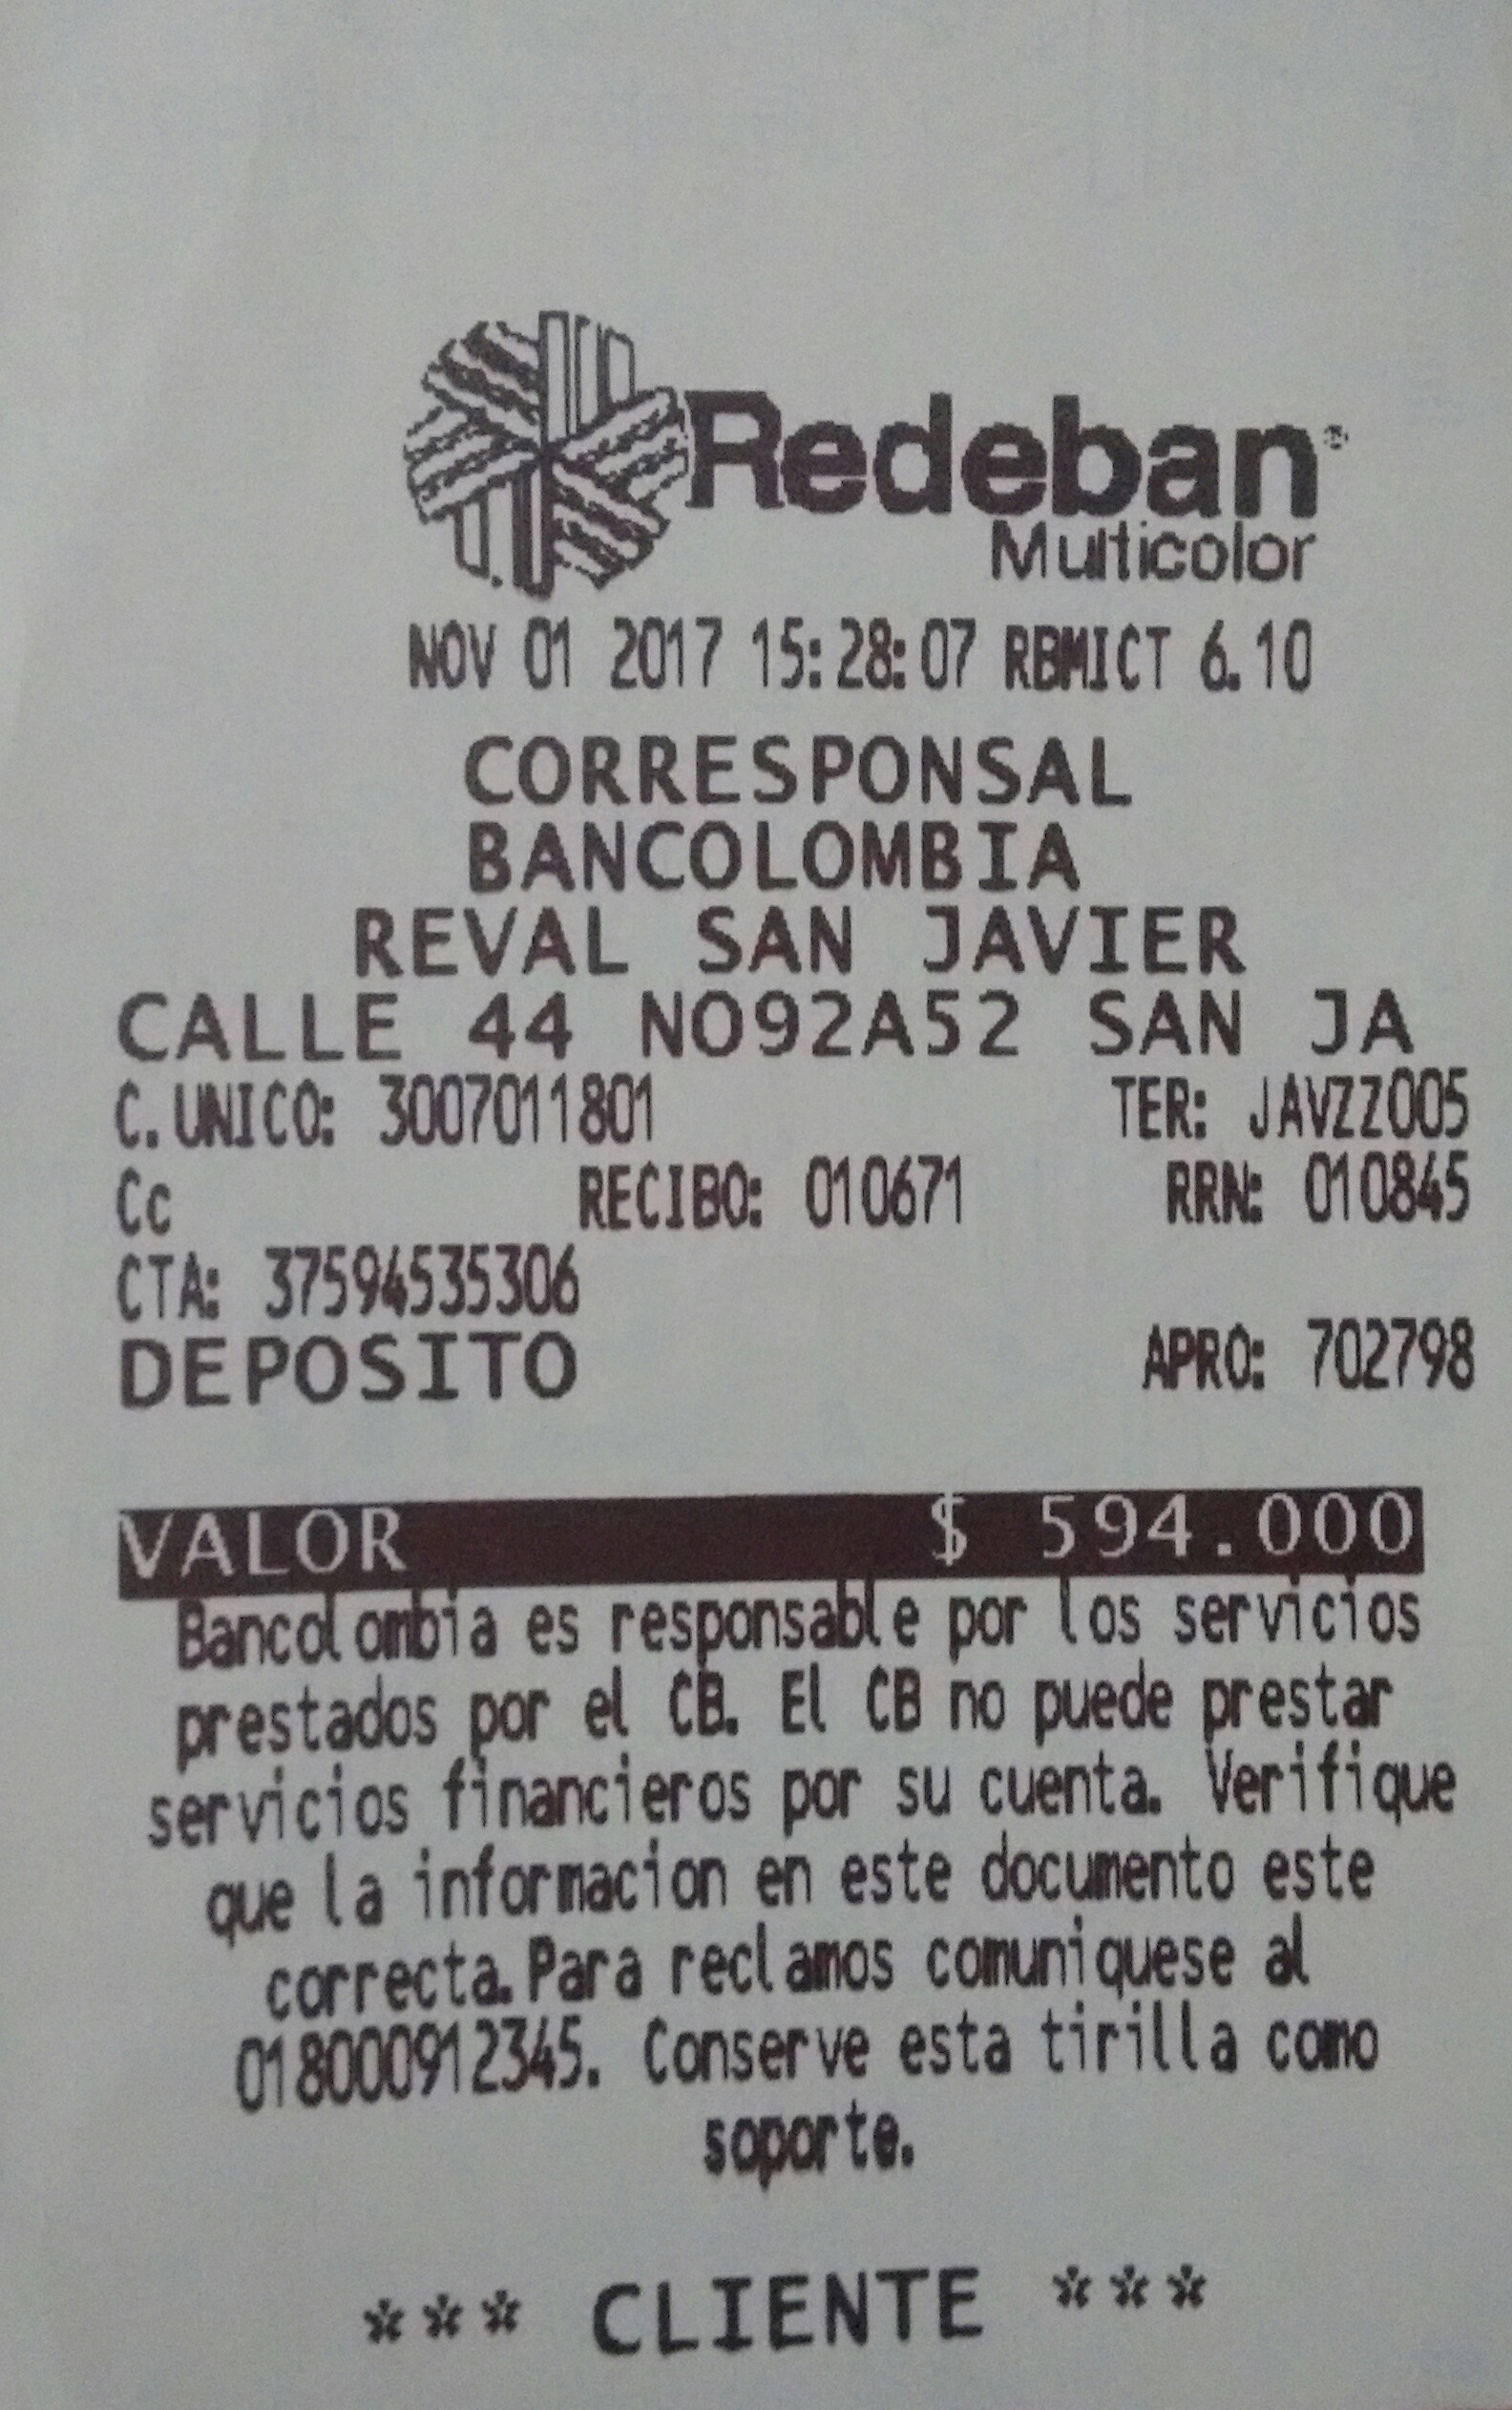 Redeban®
Multicolor
NOV 01 2017 15:28:07 RBMICT 6.10
CORRESPONSAL
BANCOLOMBIA
REVAL SAN JAVIER
CALLE 44 NO92A52 SAN JA
C.UNICO: 3007011801 TER: JAVZZ005
Cc RECIBO: 010671 RRN: 010845
CTA: 37594535306
DEPOSITO APRO: 702798
VALOR $ 594.000
Bancolombia es responsable por los servicios
prestados por el CB. El CB no puede prestar
servicios financieros por su cuenta. Verifique
que la informacion en este documento este
correcta.Para reclamos comuniquese al
018000912345. Conserve esta tirilla como
soporte.
*** CLIENTE ***